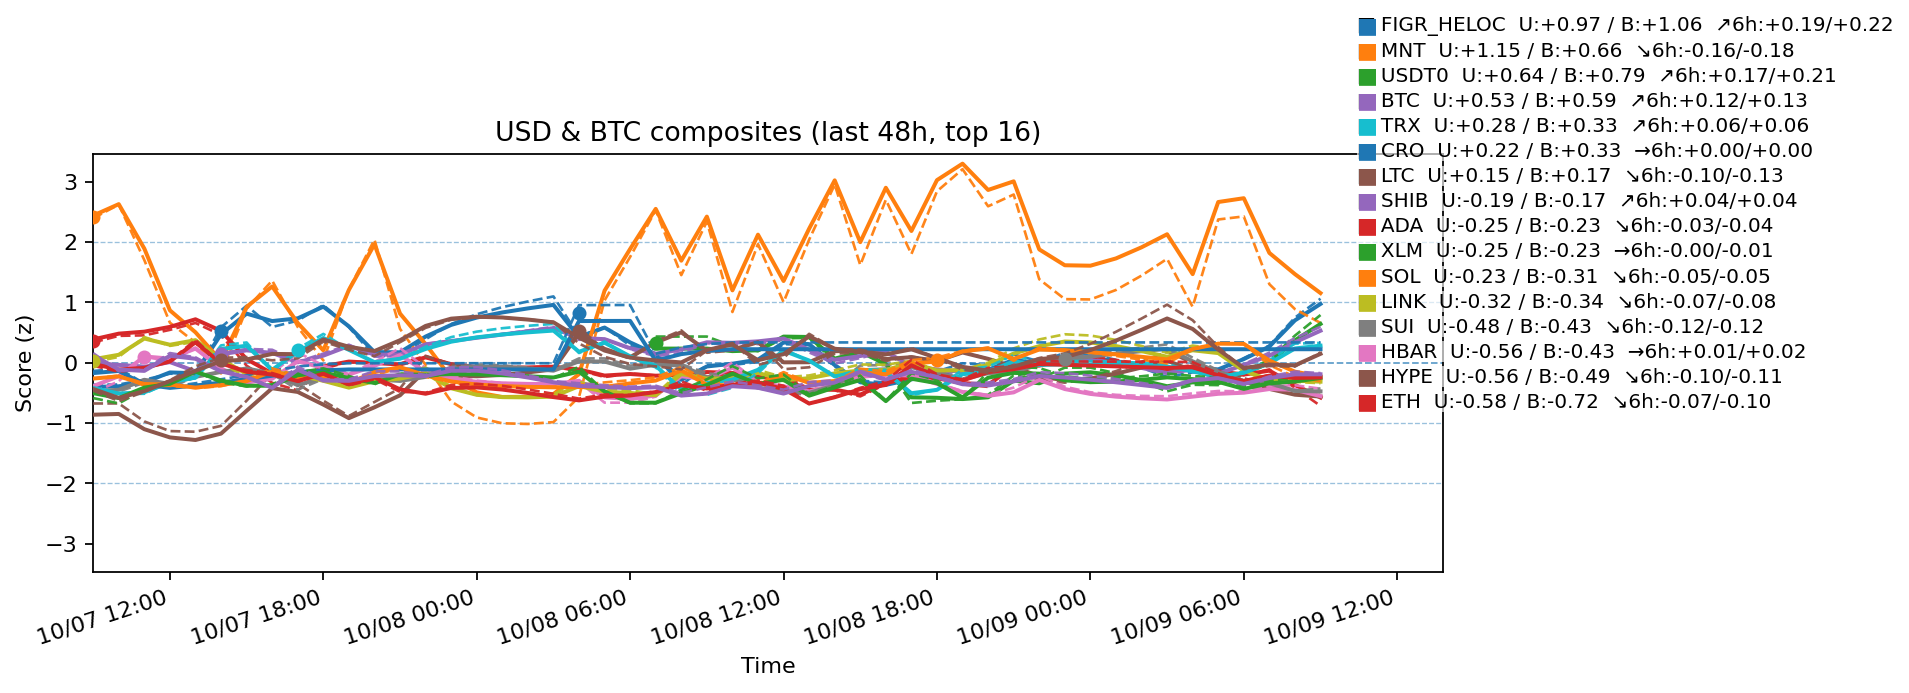 FIGR_HELOC U:+0.97 / B:+1.06 ↗6h:+0.19/+0.22
MNT U:+1.15 / B:+0.66 ↘6h:-0.16/-0.18
USDT0 U:+0.64 / B:+0.79 ↗6h:+0.17/+0.21
BTC U:+0.53 / B:+0.59 ↗6h:+0.12/+0.13
TRX U:+0.28 / B:+0.33 ↗6h:+0.06/+0.06
CRO U:+0.22 / B:+0.33 →6h:+0.00/+0.00
LTC U:+0.15 / B:+0.17 ↘6h:-0.10/-0.13
SHIB U:-0.19 / B:-0.17 ↗6h:+0.04/+0.04
ADA U:-0.25 / B:-0.23 ↘6h:-0.03/-0.04
XLM U:-0.25 / B:-0.23 →6h:-0.00/-0.01
SOL U:-0.23 / B:-0.31 ↘6h:-0.05/-0.05
LINK U:-0.32 / B:-0.34 ↘6h:-0.07/-0.08
SUI U:-0.48 / B:-0.43 ↘6h:-0.12/-0.12
HBAR U:-0.56 / B:-0.43 →6h:+0.01/+0.02
HYPE U:-0.56 / B:-0.49 ↘6h:-0.10/-0.11
ETH U:-0.58 / B:-0.72 ↘6h:-0.07/-0.10
USD & BTC composites (last 48h, top 16)
Score (z)
3
2
1
0
−1
−2
−3
10/07 12:00
10/07 18:00
10/08 00:00
10/08 06:00
10/08 12:00
10/08 18:00
10/09 00:00
10/09 06:00
10/09 12:00
Time